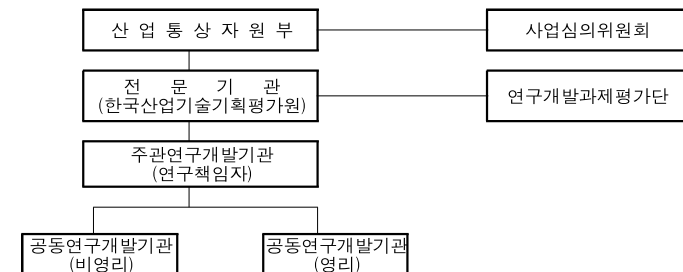 산 업 통 상 자 원 부
사업심의위원회
전 문 기 관
(한국산업기술기획평가원)
연구개발과제평가단
주관연구개발기관
(연구책임자)
공동연구개발기관
(비영리)
공동연구개발기관
(영리)